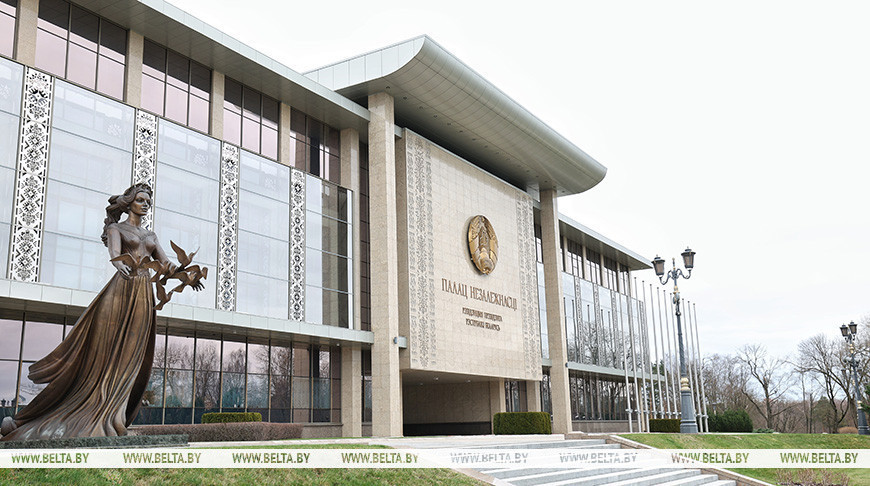 ПАЛАЦ НЕЗАЛЕЖНАСЦІ
РЭЗІДЭНЦЫЯ ПРЭЗІДЭНТА
РЭСПУБЛІКІ БЕЛАРУСЬ
WWW.BELTA.BY WWW.BELTA.BY WWW.BELTA.BY WWW.BELTA.BY WWW.BELTA.BY WWW.BELTA.BY WWW.BELTA.BY WWW.BELTA.BY